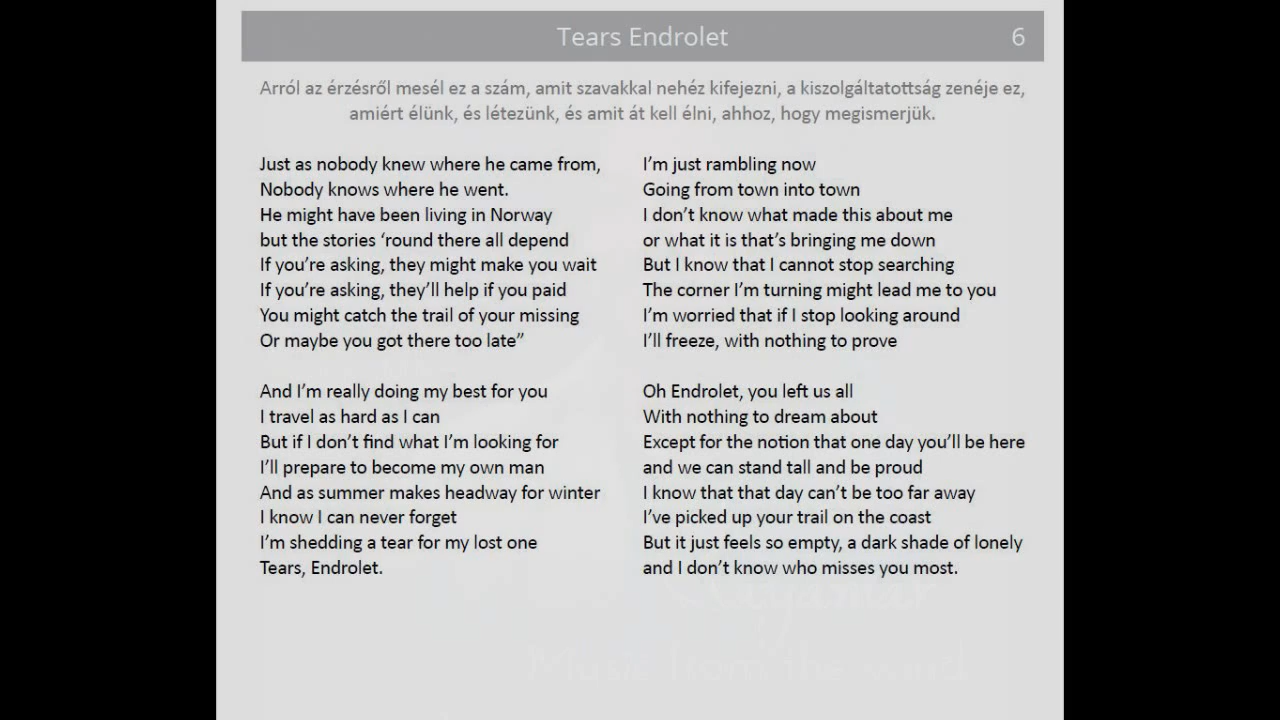 Tears Endrolet 6
Arról az érzésről mesél ez a szám, amit szavakkal nehéz kifejezni, a kiszolgáltatottság zenéje ez,
amiért élünk, és létezünk, és amit át kell élni, ahhoz, hogy megismerjük.
Just as nobody knew where he came from,
Nobody knows where he went.
He might have been living in Norway
but the stories ‘round there all depend
If you’re asking, they might make you wait
If you’re asking, they’ll help if you paid
You might catch the trail of your missing
Or maybe you got there too late”
And I’m really doing my best for you
I travel as hard as I can
But if I don’t find what I’m looking for
I’ll prepare to become my own man
And as summer makes headway for winter
I know I can never forget
I’m shedding a tear for my lost one
Tears, Endrolet.
I’m just rambling now
Going from town into town
I don’t know what made this about me
or what it is that’s bringing me down
But I know that I cannot stop searching
The corner I’m turning might lead me to you
I’m worried that if I stop looking around
I’ll freeze, with nothing to prove
Oh Endrolet, you left us all
With nothing to dream about
Except for the notion that one day you’ll be here
and we can stand tall and be proud
I know that that day can’t be too far away
I’ve picked up your trail on the coast
But it just feels so empty, a dark shade of lonely
and I don’t know who misses you most.
Music from the wind